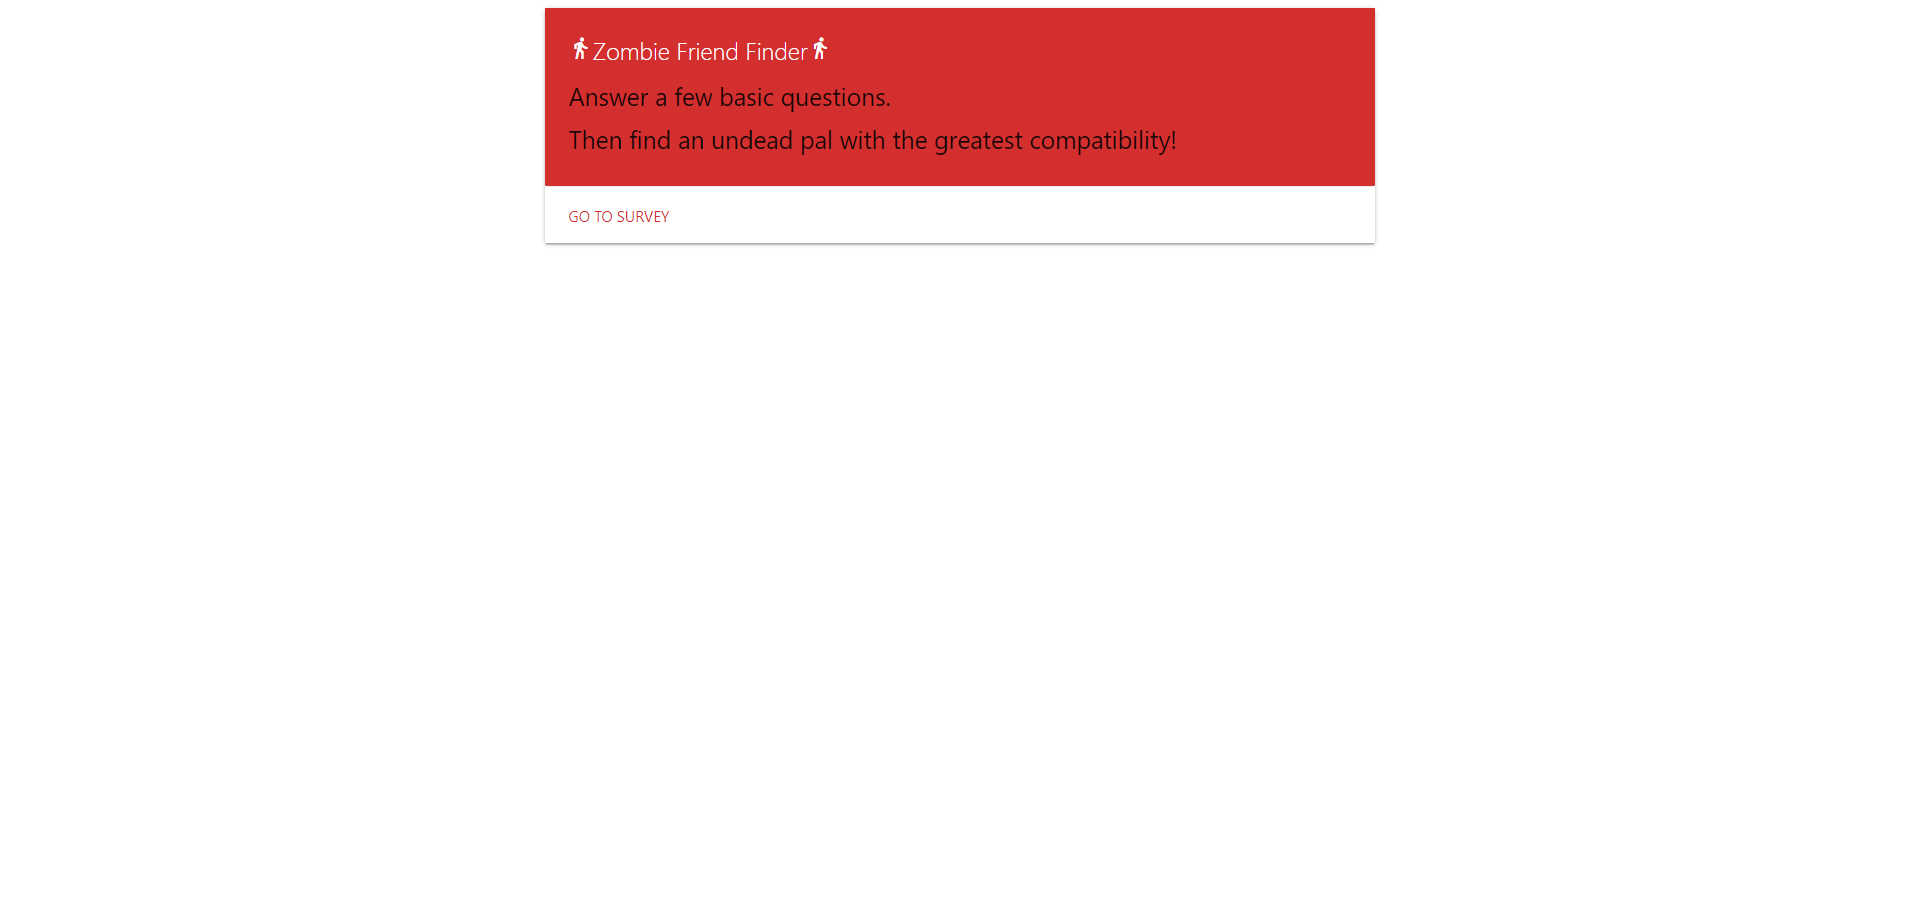 Zombie Friend Finder
Answer a few basic questions.
Then find an undead pal with the greatest compatibility!
GO TO SURVEY